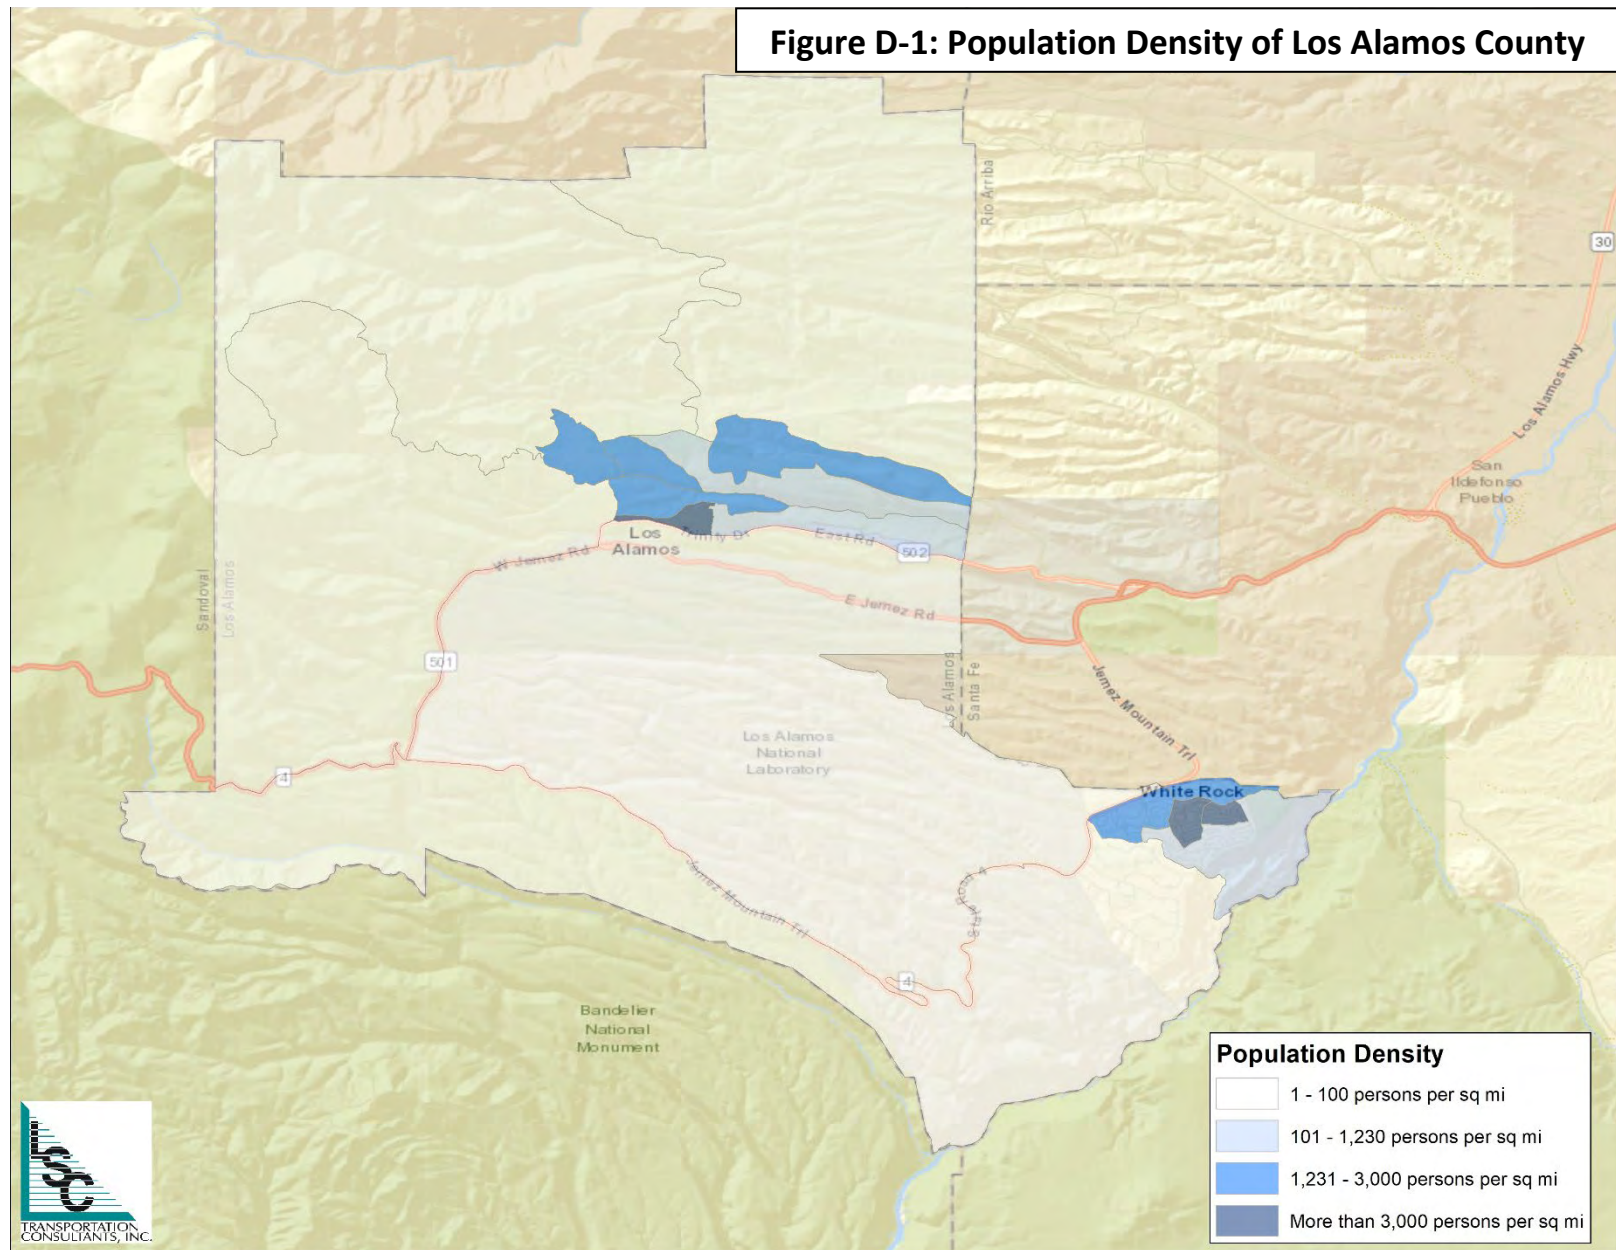 Figure D-1: Population Density of Los Alamos County
Rio Arriba
30
Los Alamos Hwy
San
Ildefonso
Pueblo
Los
Alamos
Trinity Dr
East Rd
502
W Jemez Rd
E Jemez Rd
Sandoval
Los Alamos
501
Los Alamos
Santa Fe
Jemez Mountain Trl
Los Alamos
National
Laboratory
4
White Rock
Jemez Mountain Trl
State Road 4
4
Bandelier
National
Monument
Population Density
1 - 100 persons per sq mi
101 - 1,230 persons per sq mi
1,231 - 3,000 persons per sq mi
More than 3,000 persons per sq mi
LSC
TRANSPORTATION
CONSULTANTS, INC.